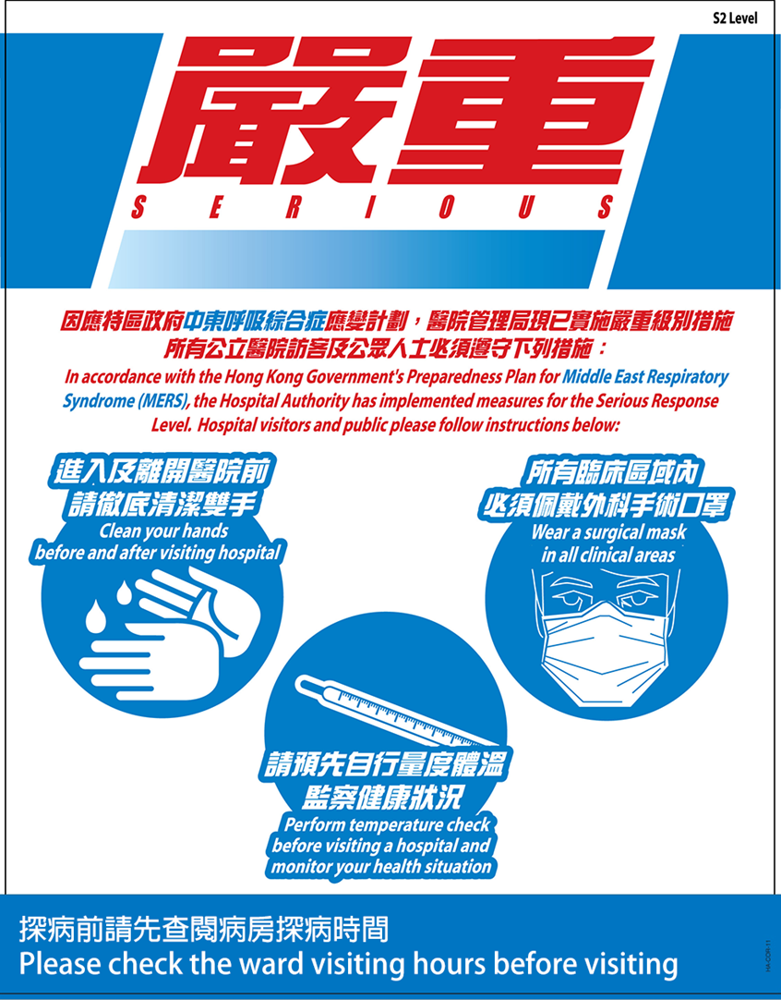 S2 Level
嚴重
SERIOUS
因應特區政府中東呼吸綜合症應變計劃，醫院管理局現已實施嚴重級別措施
所有公立醫院訪客及公眾人士必須遵守下列措施：
In accordance with the Hong Kong Government's Preparedness Plan for Middle East Respiratory
Syndrome (MERS), the Hospital Authority has implemented measures for the Serious Response
Level. Hospital visitors and public please follow instructions below:
進入及離開醫院前
請徹底清潔雙手
Clean your hands
before and after visiting hospital
所有臨床區域內
必須佩戴外科手術口罩
Wear a surgical mask
in all clinical areas
請預先自行量度體溫
監察健康狀況
Perform temperature check
before visiting a hospital and
monitor your health situation
探病前請先查閱病房探病時間
Please check the ward visiting hours before visiting